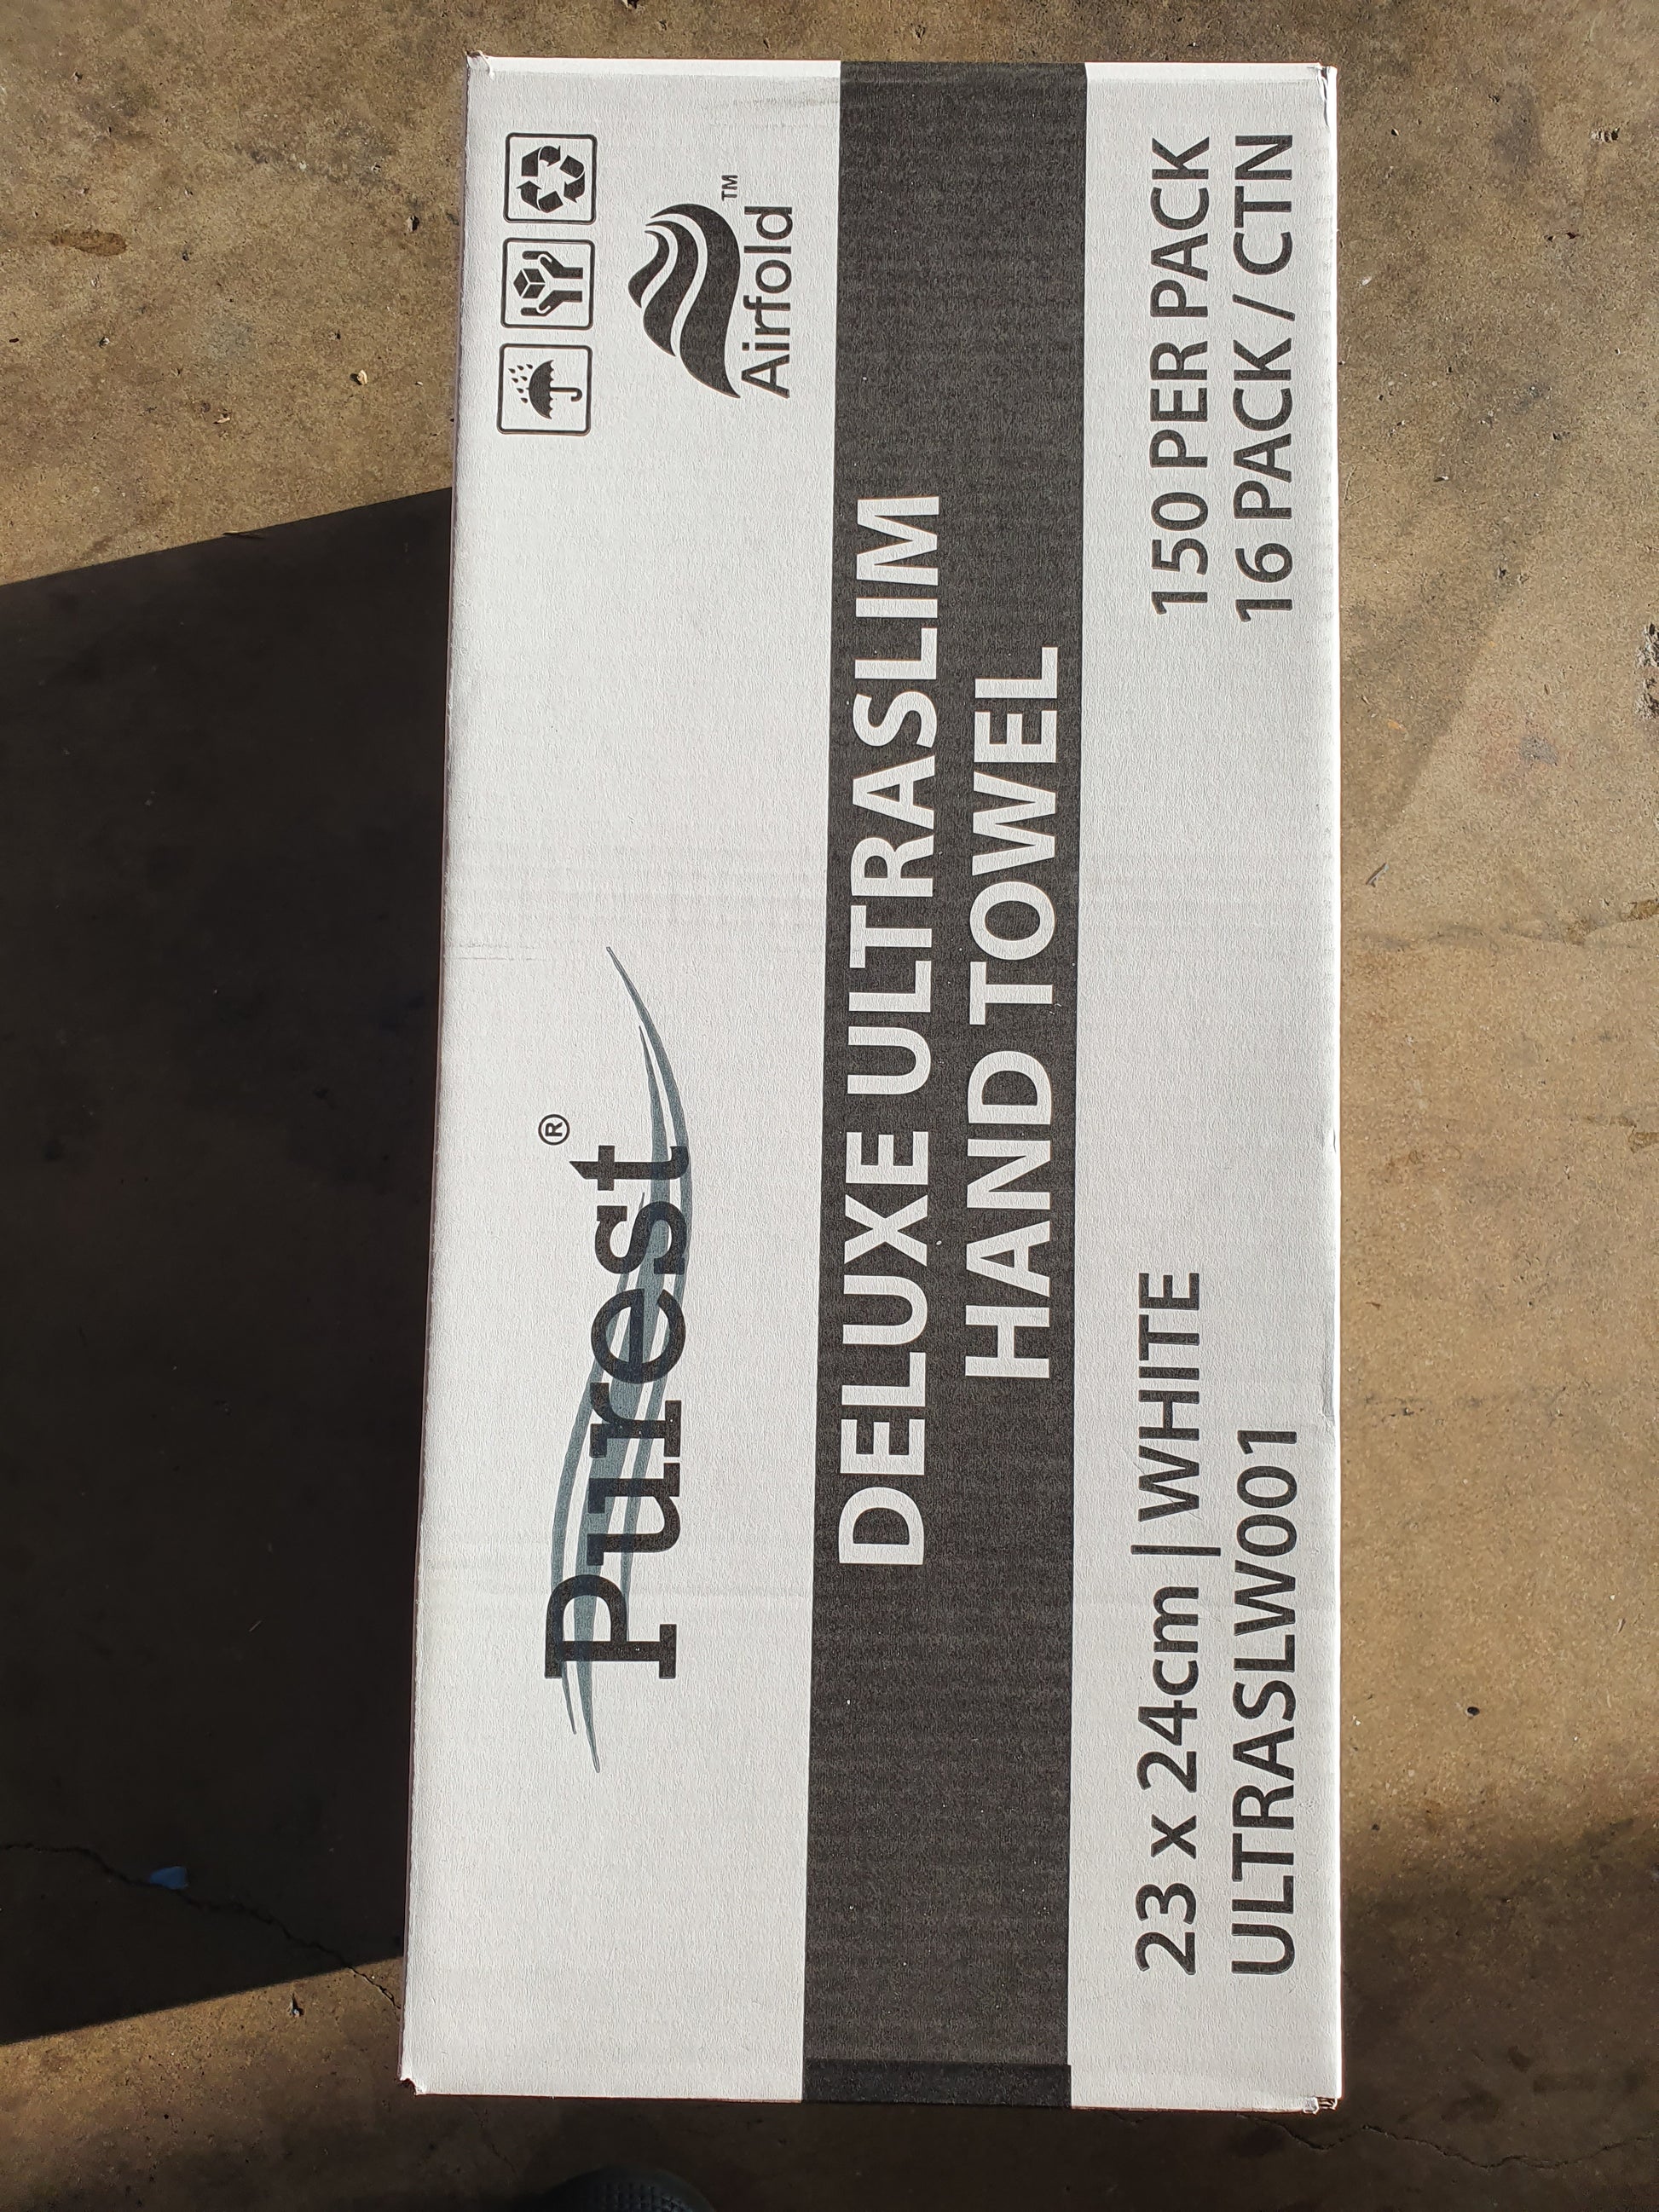 Purest®
Airfold™
DELUXE ULTRASLIM
HAND TOWEL
23 x 24cm | WHITE
ULTRASLW001
150 PER PACK
16 PACK / CTN